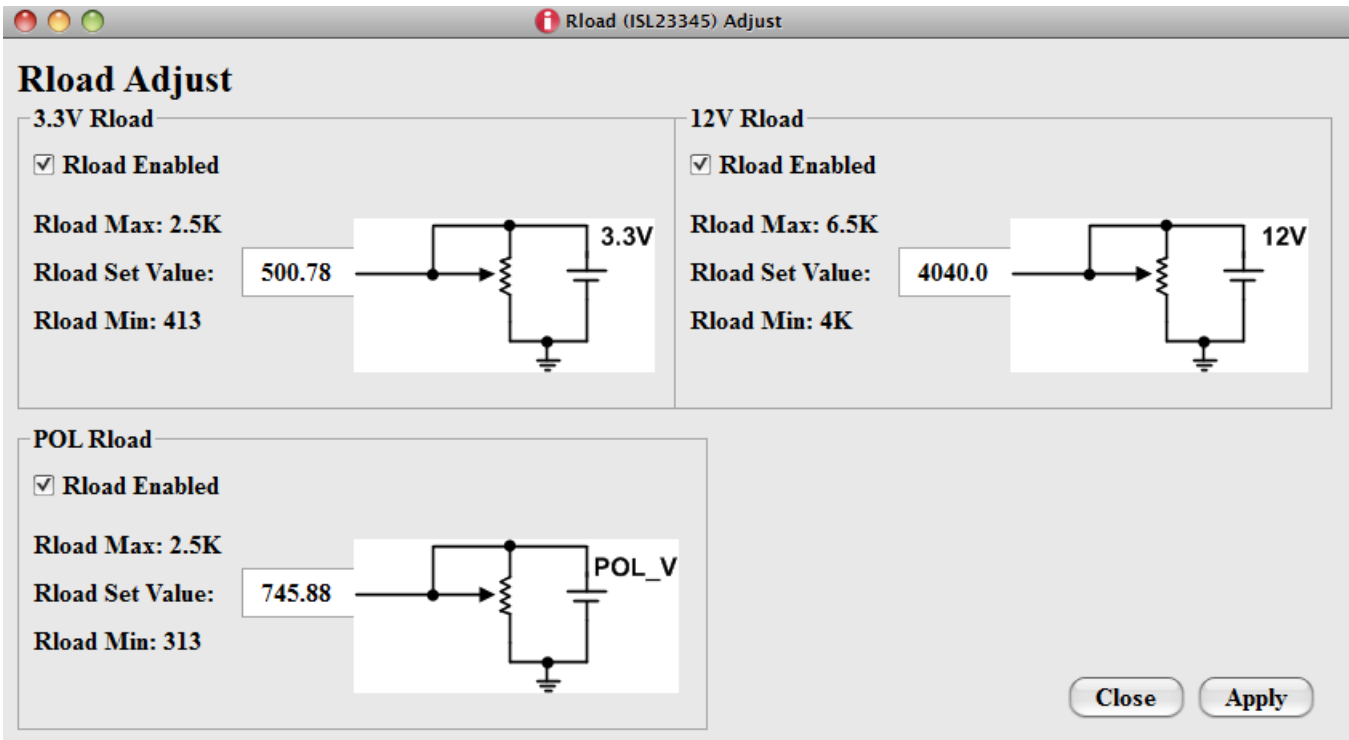 Rload (ISL23345) Adjust
Rload Adjust
3.3V Rload
Rload Enabled
Rload Max: 2.5K
3.3V
Rload Set Value: 500.78
Rload Min: 413
12V Rload
Rload Enabled
Rload Max: 6.5K
12V
Rload Set Value: 4040.0
Rload Min: 4K
POL Rload
Rload Enabled
Rload Max: 2.5K
POL_V
Rload Set Value: 745.88
Rload Min: 313
Close
Apply